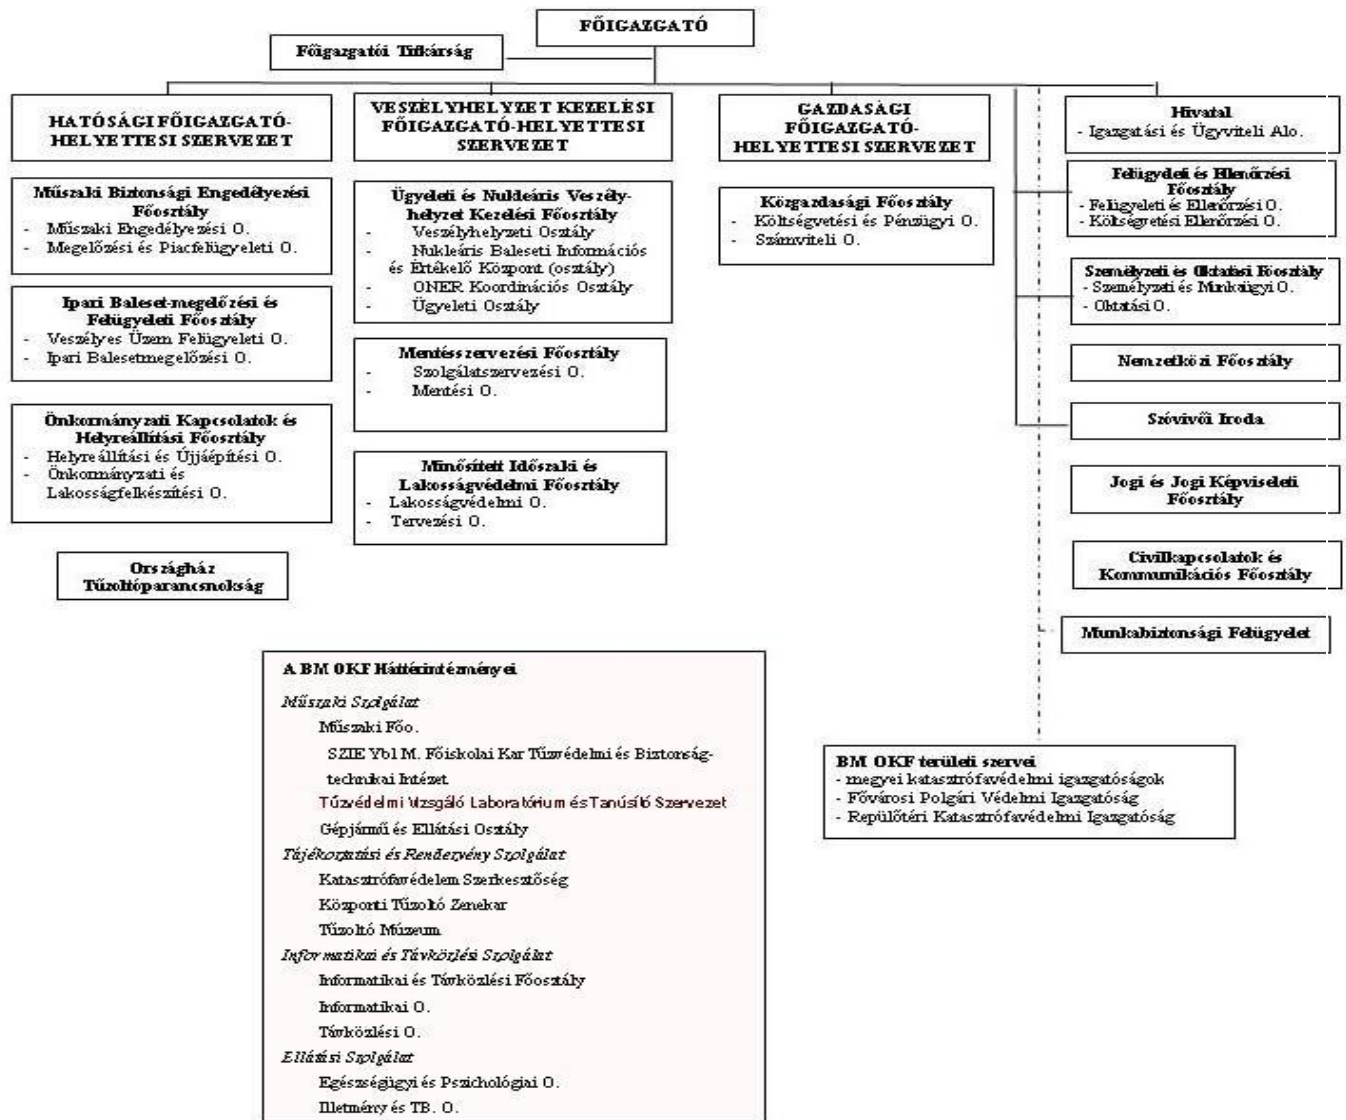 FŐIGAZGATÓ
Főigazgatói Titkárság
HATÓSÁGI FŐIGAZGATÓ-
HELYETTESI SZERVEZET
Műszaki Biztonsági Engedélyezési
Főosztály
- Műszaki Engedélyezési O.
- Megelőzési és Piacfelügyeleti O.
Ipari Baleset-megelőzési és
Felügyeleti Főosztály
- Veszélyes Üzem Felügyeleti O.
- Ipari Balesetmegelőzési O.
Önkormányzati Kapcsolatok és
Helyreállítási Főosztály
- Helyreállítási és Újjáépítési O.
- Önkormányzati és
Lakosságfelkészítési O.
Országház
Tűzoltóparancsnokság
VESZÉLYHELYZET KEZELÉSI
FŐIGAZGATÓ-HELYETTESI
SZERVEZET
Ügyeleti és Nukleáris Veszély-
helyzet Kezelési Főosztály
- Veszélyhelyzeti Osztály
- Nukleáris Baleseti Információs
és Értékelő Központ (osztály)
- ONER Koordinációs Osztály
- Ügyeleti Osztály
Mentésszervezési Főosztály
- Szolgálatszervezési O.
- Mentési O.
Minősített Időszaki és
Lakosságvédelmi Főosztály
- Lakosságvédelmi O.
- Tervezési O.
GAZDASÁGI
FŐIGAZGATÓ-
HELYETTESI SZERVEZET
Közgazdasági Főosztály
- Költségvetési és Pénzügyi O.
- Számviteli O.
Hivatal
- Igazgatási és Ügyviteli Alo.
Felügyeleti és Ellenőrzési
Főosztály
- Felügyeleti és Ellenőrzési O.
- Költségvetési Ellenőrzési O.
Személyzeti és Oktatási Főosztály
- Személyzeti és Munkaügyi O.
- Oktatási O.
Nemzetközi Főosztály
Szóvivői Iroda
Jogi és Jogi Képviseleti
Főosztály
Civilkapcsolatok és
Kommunikációs Főosztály
Munkabiztonsági Felügyelet
A BM OKF Háttérintézményei
Műszaki Szolgálat
Műszaki Főo.
SZIE Ybl M. Főiskolai Kar Tűzvédelmi és Biztonság-
technikai Intézet
Tűzvédelmi Vizsgáló Laboratórium és Tanúsító Szervezet
Gépjármű és Ellátási Osztály
Tájékoztatási és Rendezvény Szolgálat
Katasztrófavédelem Szerkesztőség
Központi Tűzoltó Zenekar
Tűzoltó Múzeum
Informatikai és Távközlési Szolgálat
Informatikai és Távközlési Főosztály
Informatikai O.
Távközlési O.
Ellátási Szolgálat
Egészségügyi és Pszichológiai O.
Illetmény és TB. O.
BM OKF területi szervei
- megyei katasztrófavédelmi igazgatóságok
- Fővárosi Polgári Védelmi Igazgatóság
- Repülőtéri Katasztrófavédelmi Igazgatóság